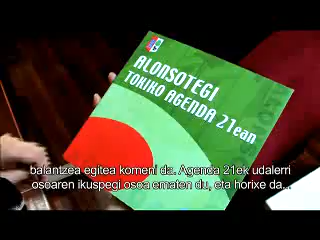 ALONSOTEGI
TOKIKO AGENDA 21ean
balantzea egitea komeni da. Agenda 21ek udalerri
osoaren ikuspegi osoa ematen du, eta horixe da...